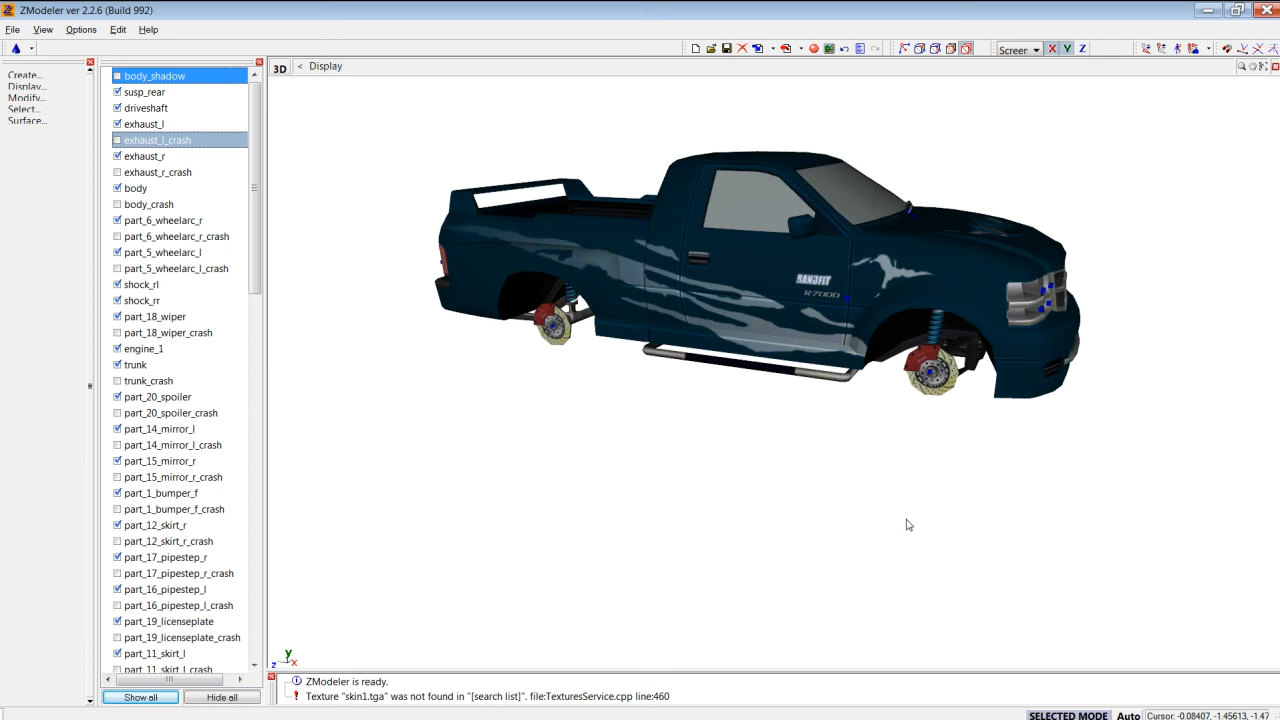 ZModeler ver 2.2.6 (Build 992)
File View Options Edit Help
Screen X Y Z
Create...
Display...
Modify...
Select...
Surface...
body_shadow
susp_rear
driveshaft
exhaust_l
exhaust_l_crash
exhaust_r
exhaust_r_crash
body
body_crash
part_6_wheelarc_r
part_6_wheelarc_r_crash
part_5_wheelarc_l
part_5_wheelarc_l_crash
shock_rl
shock_rr
part_18_wiper
part_18_wiper_crash
engine_1
trunk
trunk_crash
part_20_spoiler
part_20_spoiler_crash
part_14_mirror_l
part_14_mirror_l_crash
part_15_mirror_r
part_15_mirror_r_crash
part_1_bumper_f
part_1_bumper_f_crash
part_12_skirt_r
part_12_skirt_r_crash
part_17_pipestep_r
part_17_pipestep_r_crash
part_16_pipestep_l
part_16_pipestep_l_crash
part_19_licenseplate
part_19_licenseplate_crash
part_11_skirt_l
part_11_skirt_l_crash
Show all Hide all
3D < Display
BANDFIT
R7000
y
z x
ZModeler is ready.
Texture "skin1.tga" was not found in "[search list]". file:TexturesService.cpp line:460
SELECTED MODE Auto Cursor: -0.08407, -1.45613, -1.47